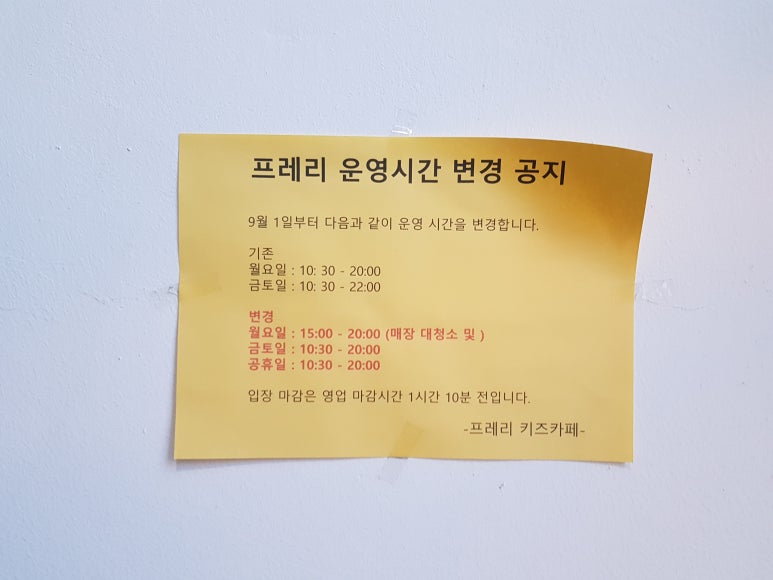 프레리 운영시간 변경 공지
9월 1일부터 다음과 같이 운영 시간을 변경합니다.
기존
월요일 : 10: 30 - 20:00
금토일 : 10: 30 - 22:00
변경
월요일 : 15:00 - 20:00 (매장 대청소 및 )
금토일 : 10:30 - 20:00
공휴일 : 10:30 - 20:00
입장 마감은 영업 마감시간 1시간 10분 전입니다.
-프레리 키즈카페-